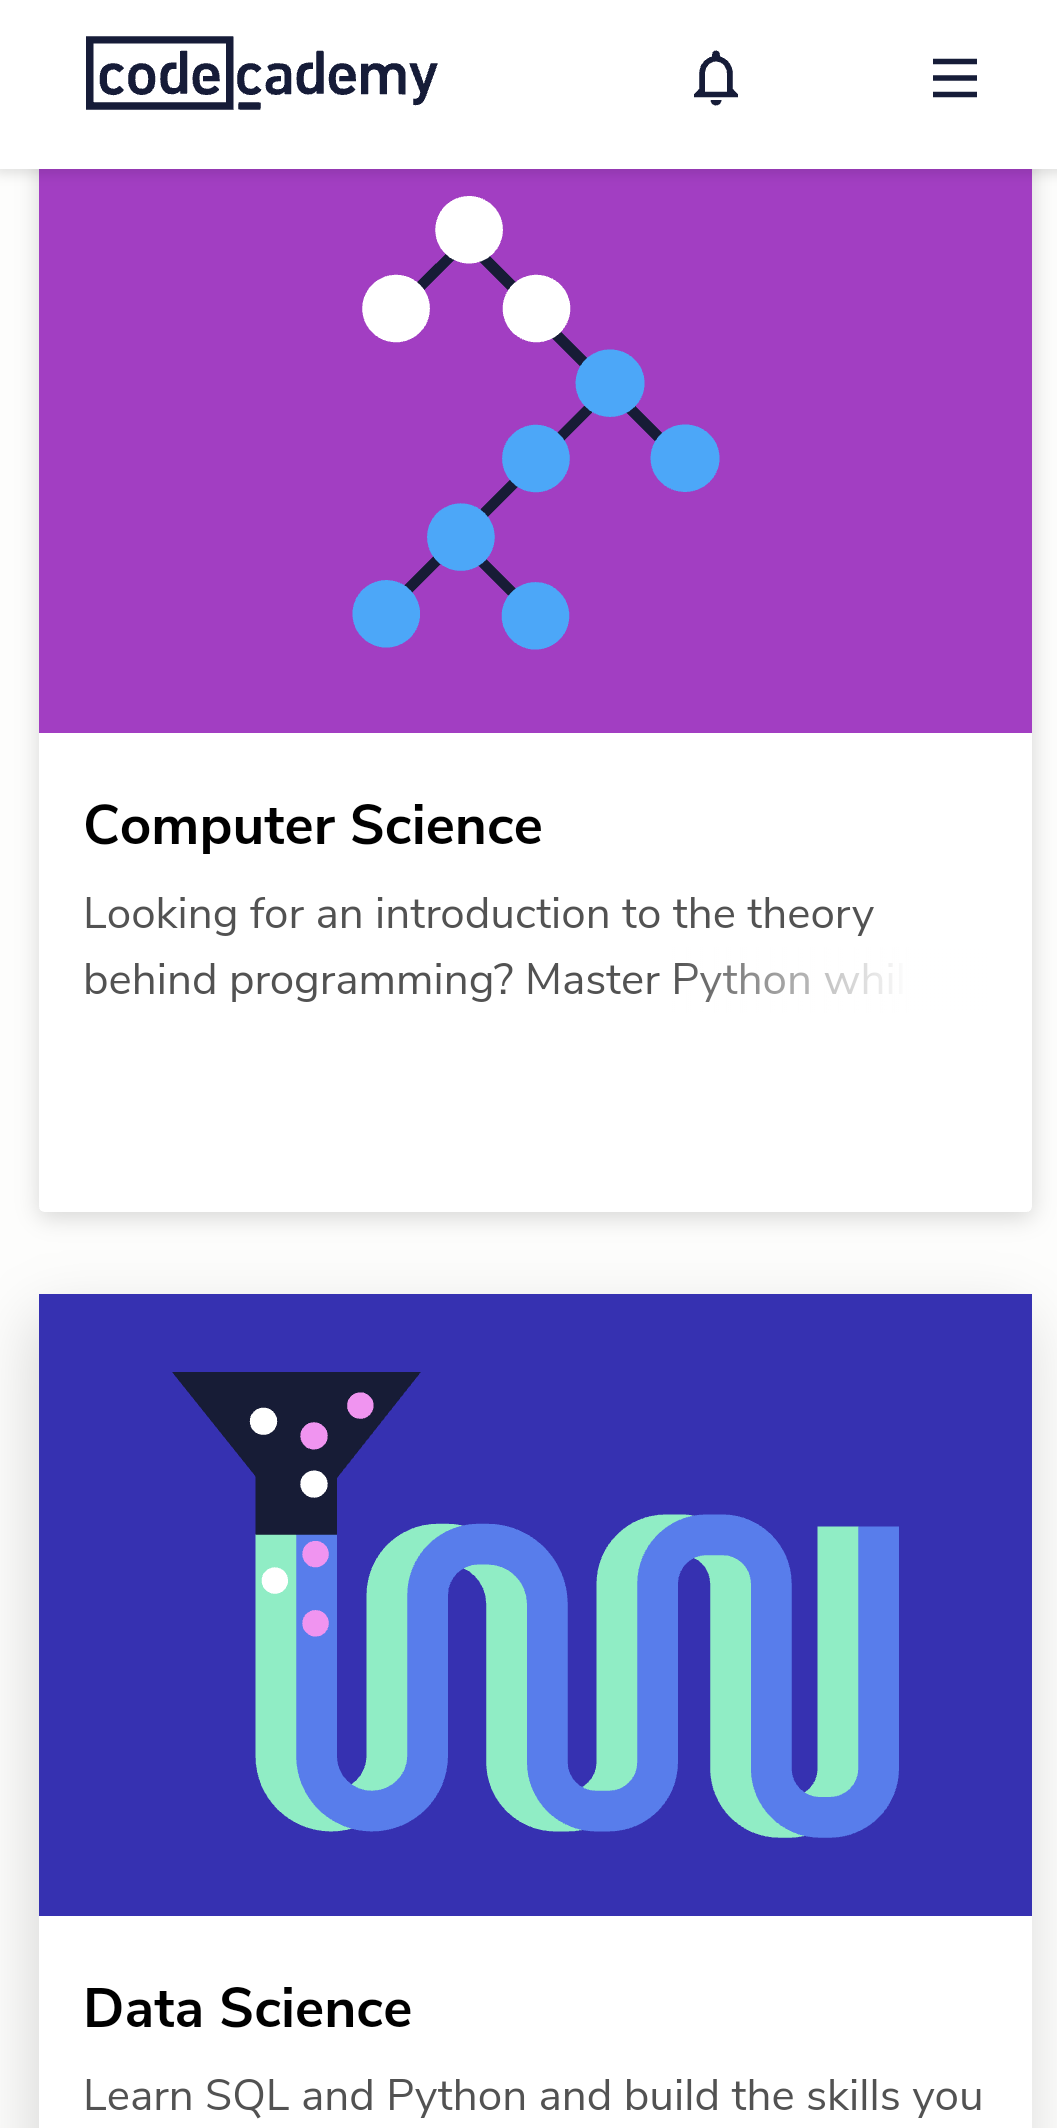 codecademy
Computer Science
Looking for an introduction to the theory
behind programming? Master Python
Data Science
Learn SQL and Python and build the skills you